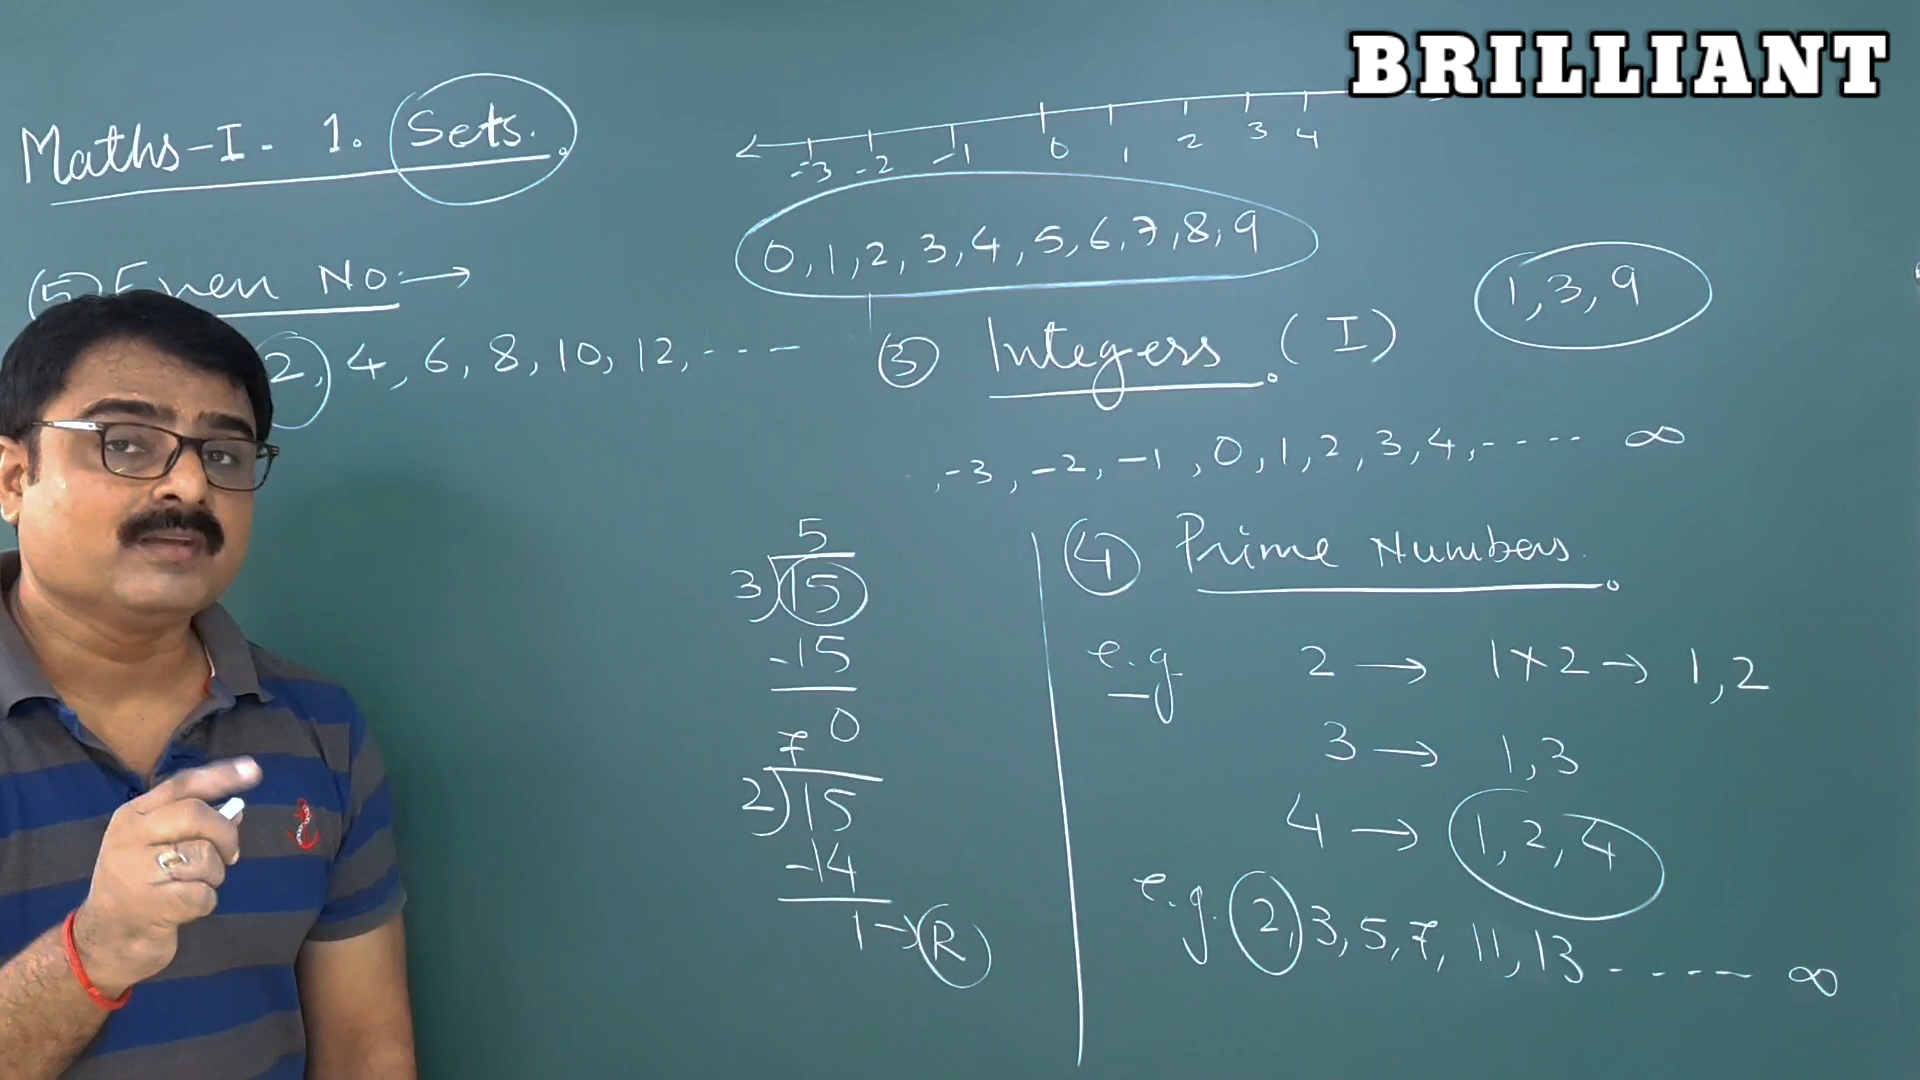 BRILLIANT
Maths-I. 1. Sets.
-3 -2 -1 0 1 2 3 4
0, 1, 2, 3, 4, 5, 6, 7, 8, 9
1, 3, 9
(5) Even No. →
2, 4, 6, 8, 10, 12, ---
(3) Integers. (I)
, -3, -2, -1, 0, 1, 2, 3, 4, ---- ∞
5
3)15
-15
0
7
2)15
-14
1 → R
(4) Prime Numbers.
e.g 2 → 1×2 → 1, 2
3 → 1, 3
4 → 1, 2, 4
e.g. 2, 3, 5, 7, 11, 13 ----- ∞